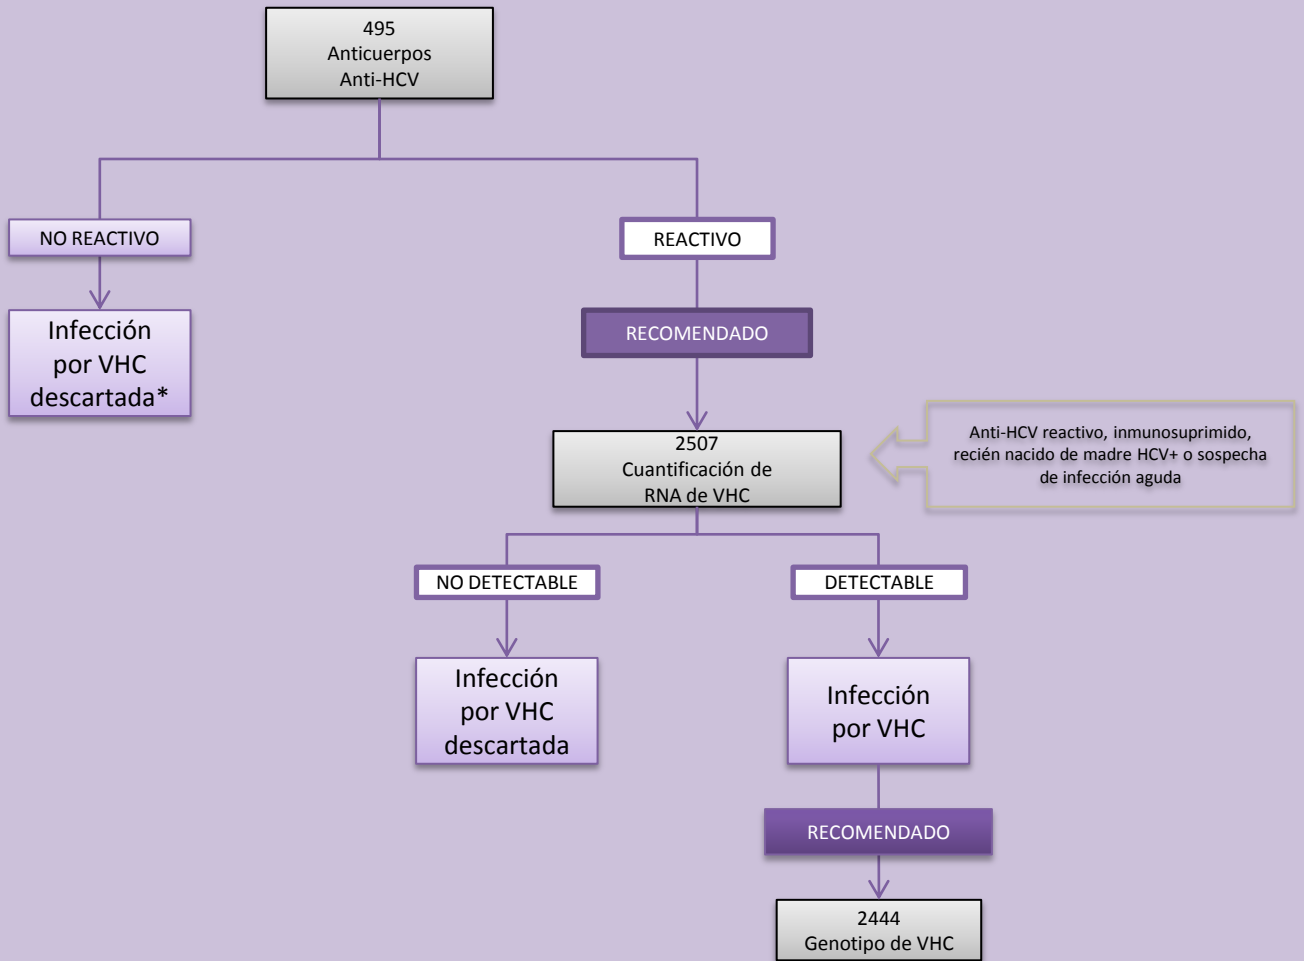 495
Anticuerpos
Anti-HCV
NO REACTIVO
REACTIVO
Infección
por VHC
descartada*
RECOMENDADO
2507
Cuantificación de
RNA de VHC
Anti-HCV reactivo, inmunosuprimido,
recién nacido de madre HCV+ o sospecha
de infección aguda
NO DETECTABLE
DETECTABLE
Infección
por VHC
descartada
Infección
por VHC
RECOMENDADO
2444
Genotipo de VHC